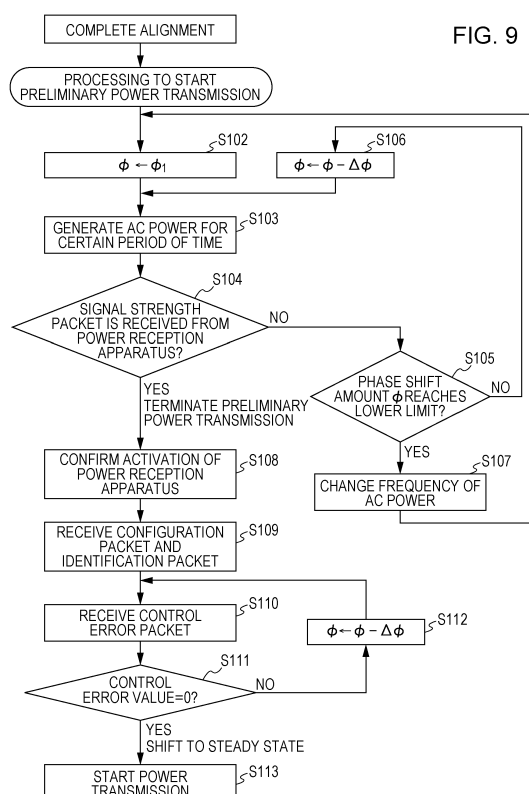 COMPLETE ALIGNMENT
FIG. 9
PROCESSING TO START
PRELIMINARY POWER TRANSMISSION
S102
ϕ ← ϕ1
S106
ϕ ← ϕ − Δϕ
GENERATE AC POWER FOR
CERTAIN PERIOD OF TIME
S103
S104
SIGNAL STRENGTH
PACKET IS RECEIVED FROM
POWER RECEPTION
APPARATUS?
NO
S105
PHASE SHIFT
AMOUNT ϕ REACHES
LOWER LIMIT?
NO
YES
TERMINATE PRELIMINARY
POWER TRANSMISSION
YES
S107
CHANGE FREQUENCY OF
AC POWER
CONFIRM ACTIVATION OF
POWER RECEPTION
APPARATUS
S108
RECEIVE CONFIGURATION
PACKET AND
IDENTIFICATION PACKET
S109
RECEIVE CONTROL
ERROR PACKET
S110
ϕ ← ϕ − Δϕ
S112
S111
CONTROL
ERROR VALUE=0?
NO
YES
SHIFT TO STEADY STATE
START POWER
TRANSMISSION
S113